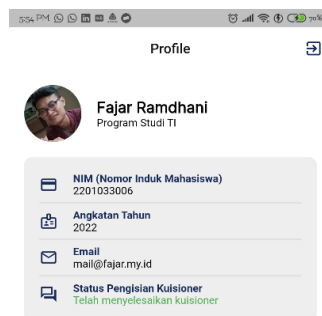 5:54 PM 70%
Profile
Fajar Ramdhani
Program Studi TI
NIM (Nomor Induk Mahasiswa)
2201033006
Angkatan Tahun
2022
Email
mail@fajar.my.id
Status Pengisian Kuisioner
Telah menyelesaikan kuisioner